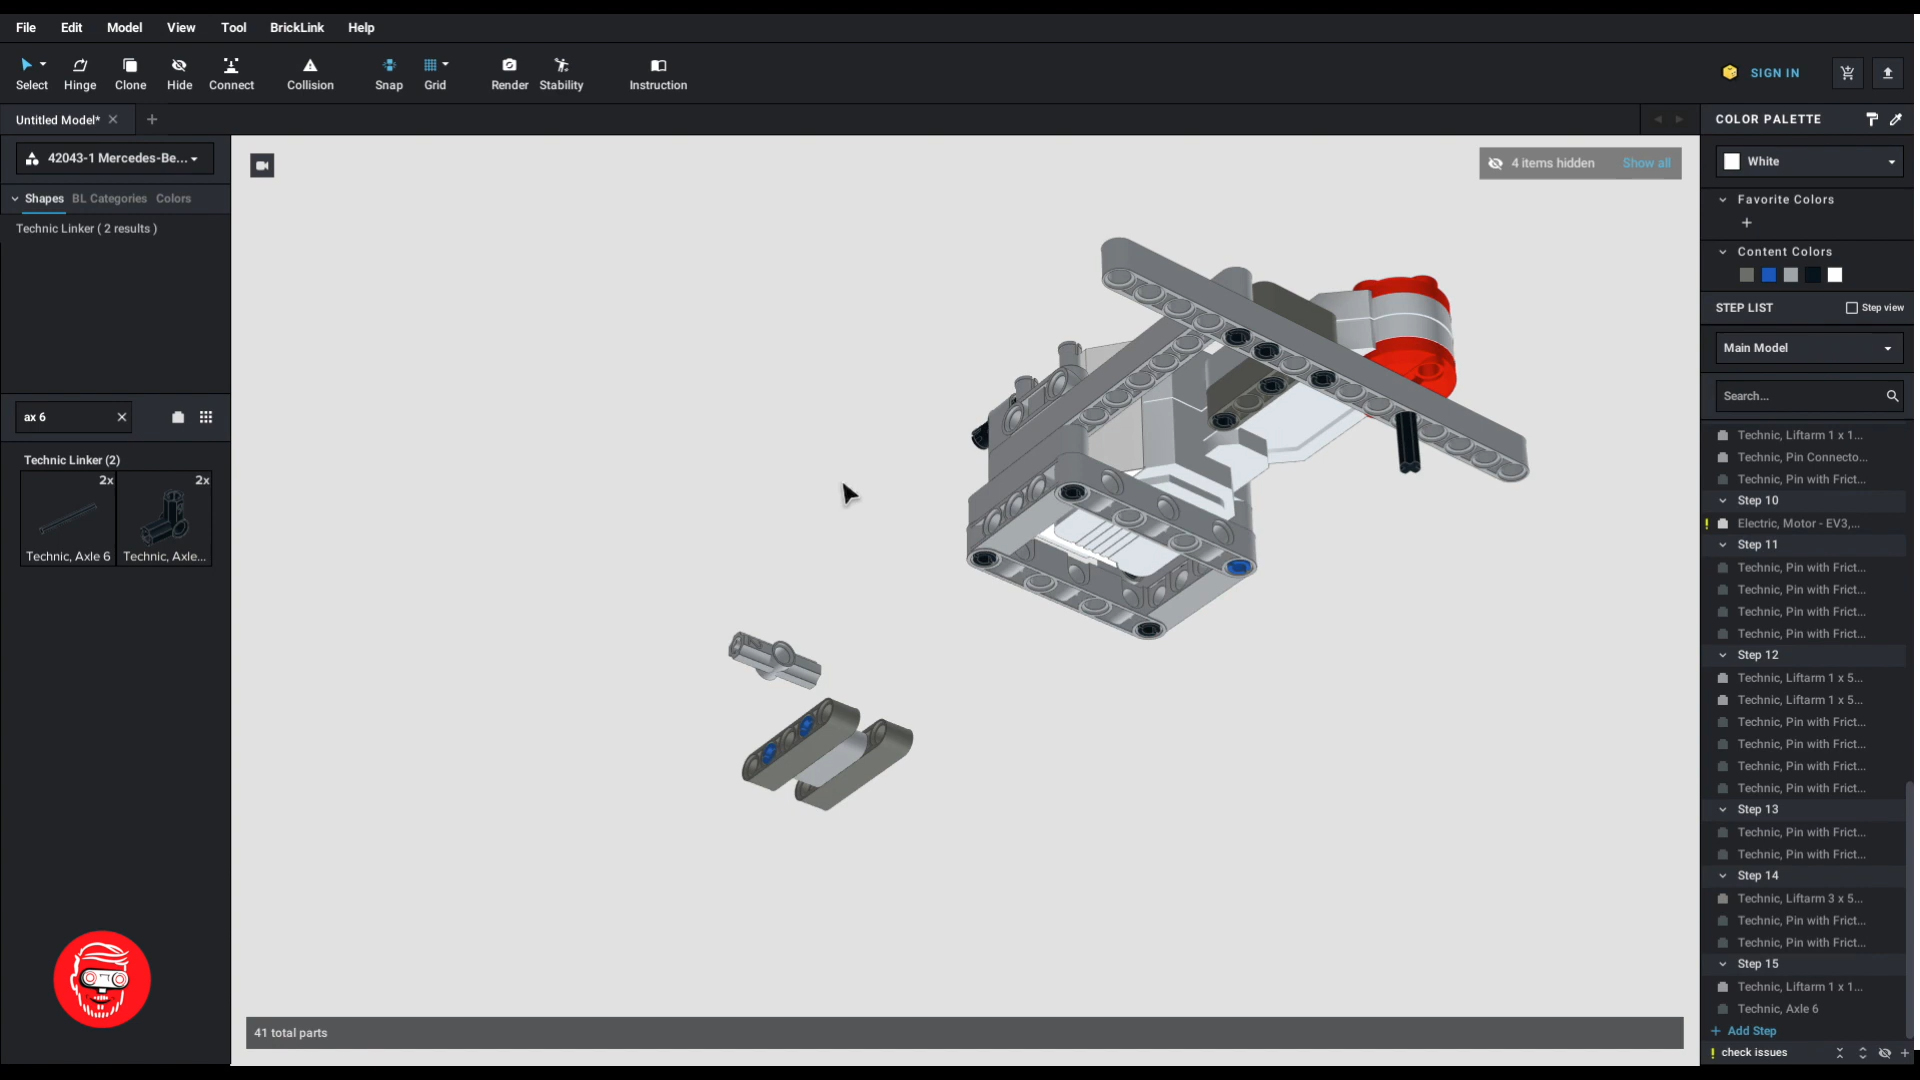 File Edit Model View Tool BrickLink Help
Select Hinge Clone Hide Connect Collision Snap Grid Render Stability Instruction
SIGN IN
Untitled Model*
42043-1 Mercedes-Be...
Shapes BL Categories Colors
Technic Linker ( 2 results )
ax 6
Technic Linker (2)
2x 2x
Technic, Axle 6 Technic, Axle...
4 items hidden Show all
41 total parts
COLOR PALETTE
White
Favorite Colors
Content Colors
STEP LIST Step view
Main Model
Search...
Technic, Liftarm 1 x 1...
Technic, Pin Connecto...
Technic, Pin with Frict...
Step 10
Electric, Motor - EV3,...
Step 11
Technic, Pin with Frict...
Technic, Pin with Frict...
Technic, Pin with Frict...
Technic, Pin with Frict...
Step 12
Technic, Liftarm 1 x 5...
Technic, Liftarm 1 x 5...
Technic, Pin with Frict...
Technic, Pin with Frict...
Technic, Pin with Frict...
Technic, Pin with Frict...
Step 13
Technic, Pin with Frict...
Technic, Pin with Frict...
Step 14
Technic, Liftarm 3 x 5...
Technic, Pin with Frict...
Technic, Pin with Frict...
Step 15
Technic, Liftarm 1 x 1...
Technic, Axle 6
+ Add Step
! check issues